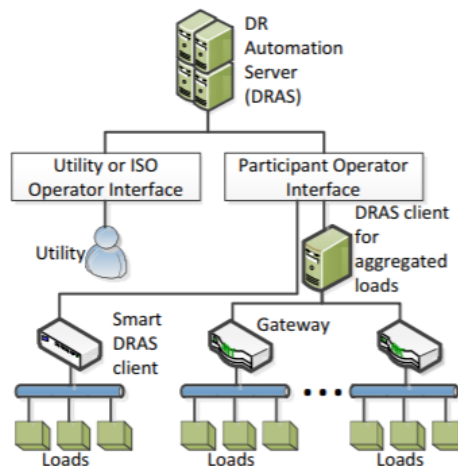 DR
Automation
Server
(DRAS)
Utility or ISO
Operator Interface
Participant Operator
Interface
Utility
DRAS client
for
aggregated
loads
Smart
DRAS
client
Gateway
Loads
Loads
Loads